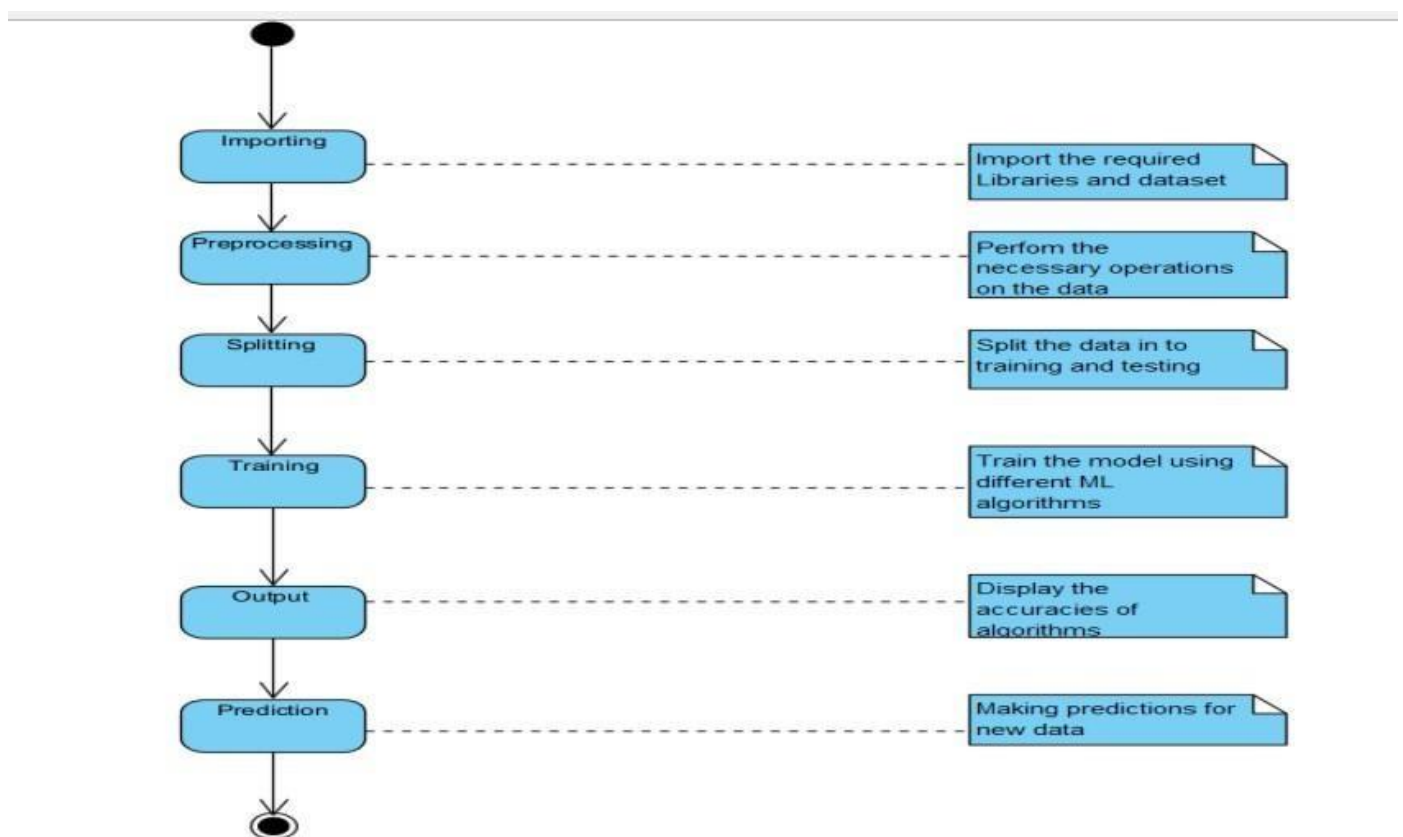 Importing
Import the required
Libraries and dataset
Preprocessing
Perfom the
necessary operations
on the data
Splitting
Split the data in to
training and testing
Training
Train the model using
different ML
algorithms
Output
Display the
accuracies of
algorithms
Prediction
Making predictions for
new data